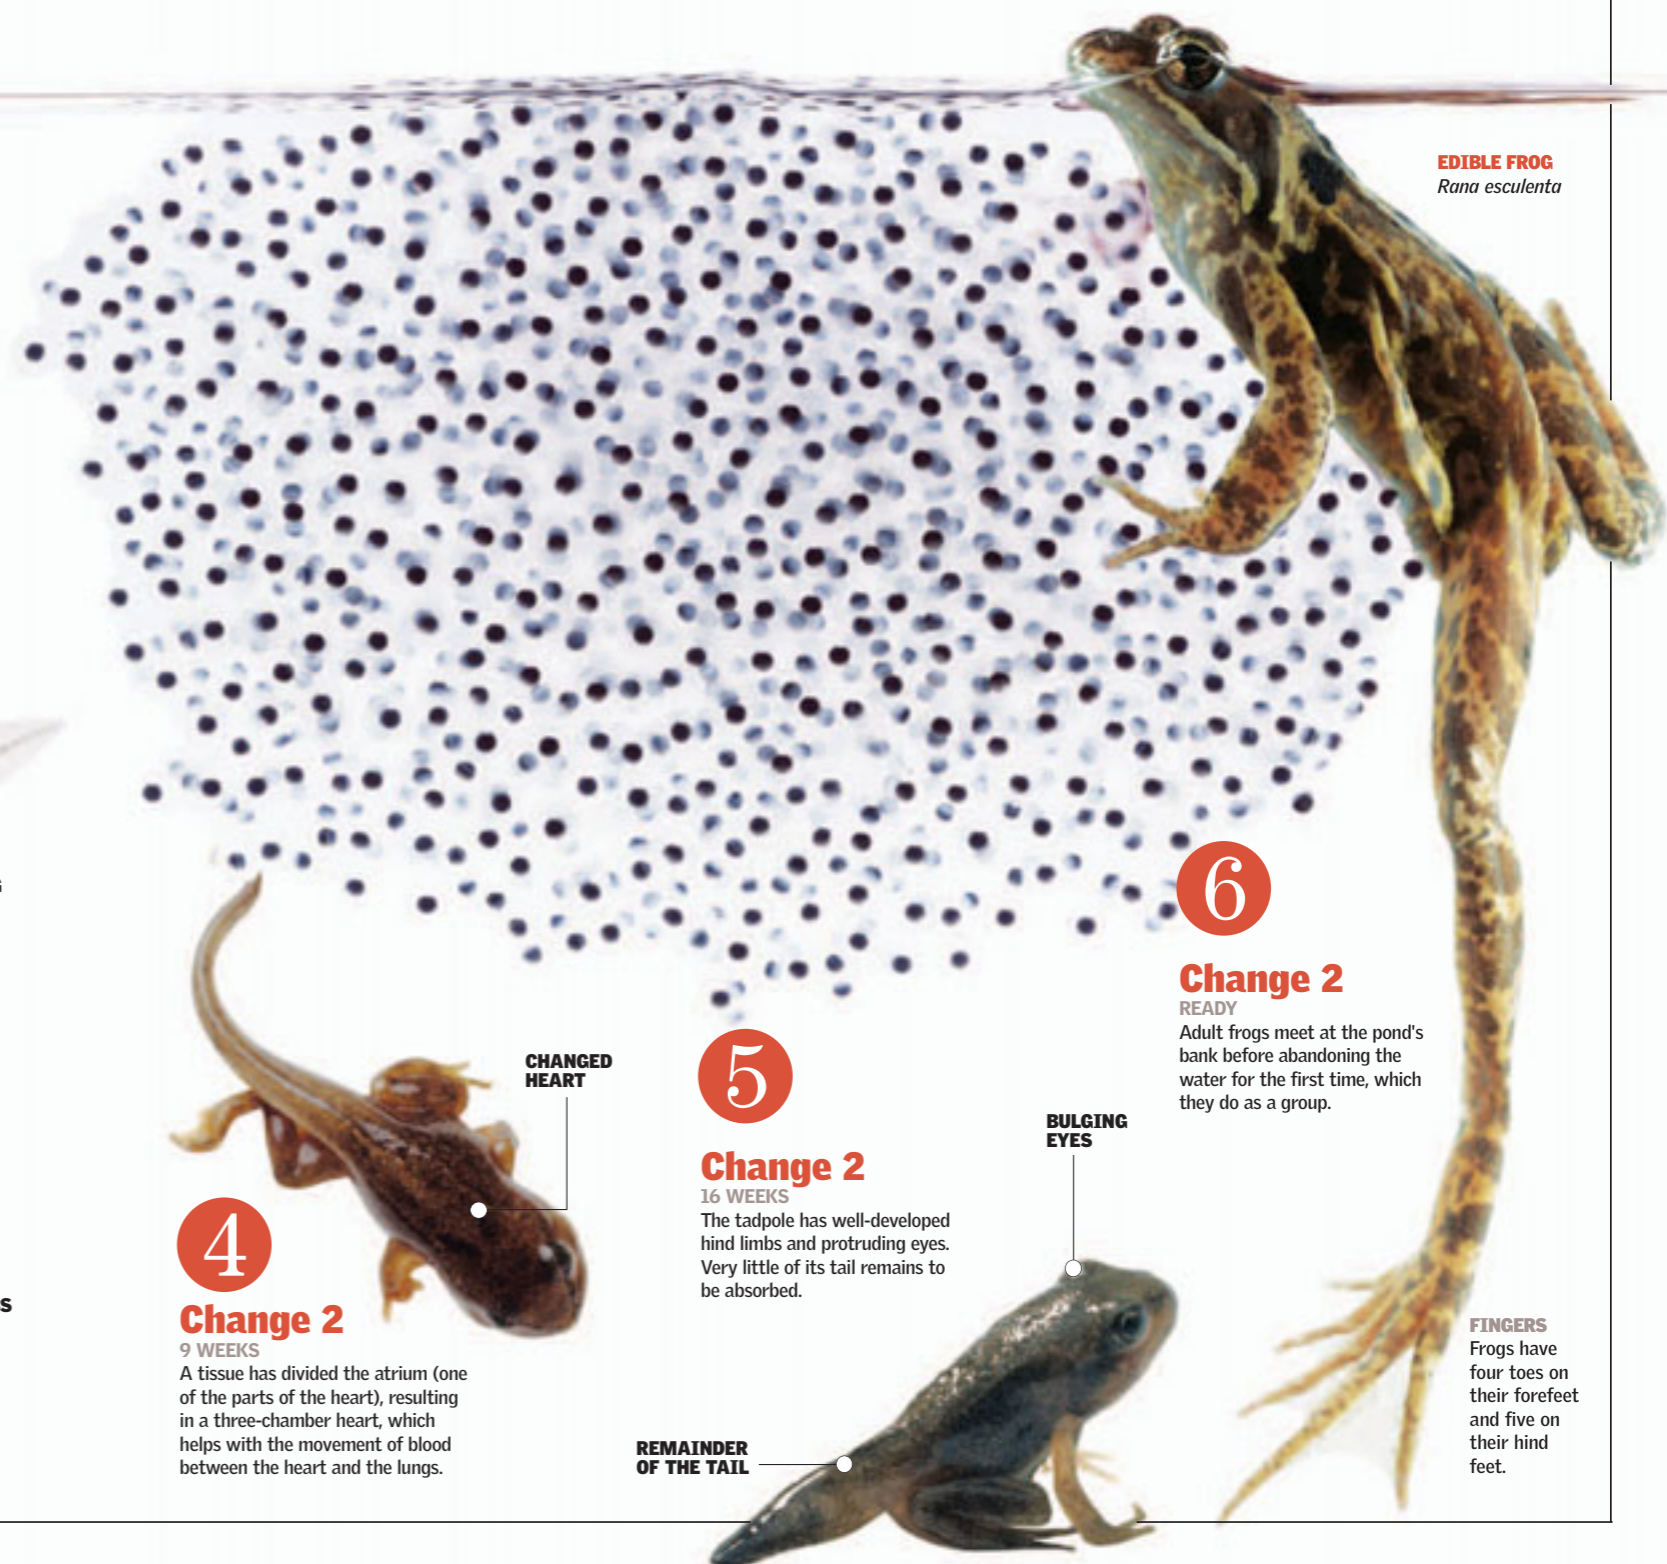 EDIBLE FROG
Rana esculenta
6
Change 2
READY
Adult frogs meet at the pond's
bank before abandoning the
water for the first time, which
they do as a group.
CHANGED
HEART
5
Change 2
16 WEEKS
The tadpole has well-developed
hind limbs and protruding eyes.
Very little of its tail remains to
be absorbed.
BULGING
EYES
4
Change 2
9 WEEKS
A tissue has divided the atrium (one
of the parts of the heart), resulting
in a three-chamber heart, which
helps with the movement of blood
between the heart and the lungs.
REMAINDER
OF THE TAIL
FINGERS
Frogs have
four toes on
their forefeet
and five on
their hind
feet.